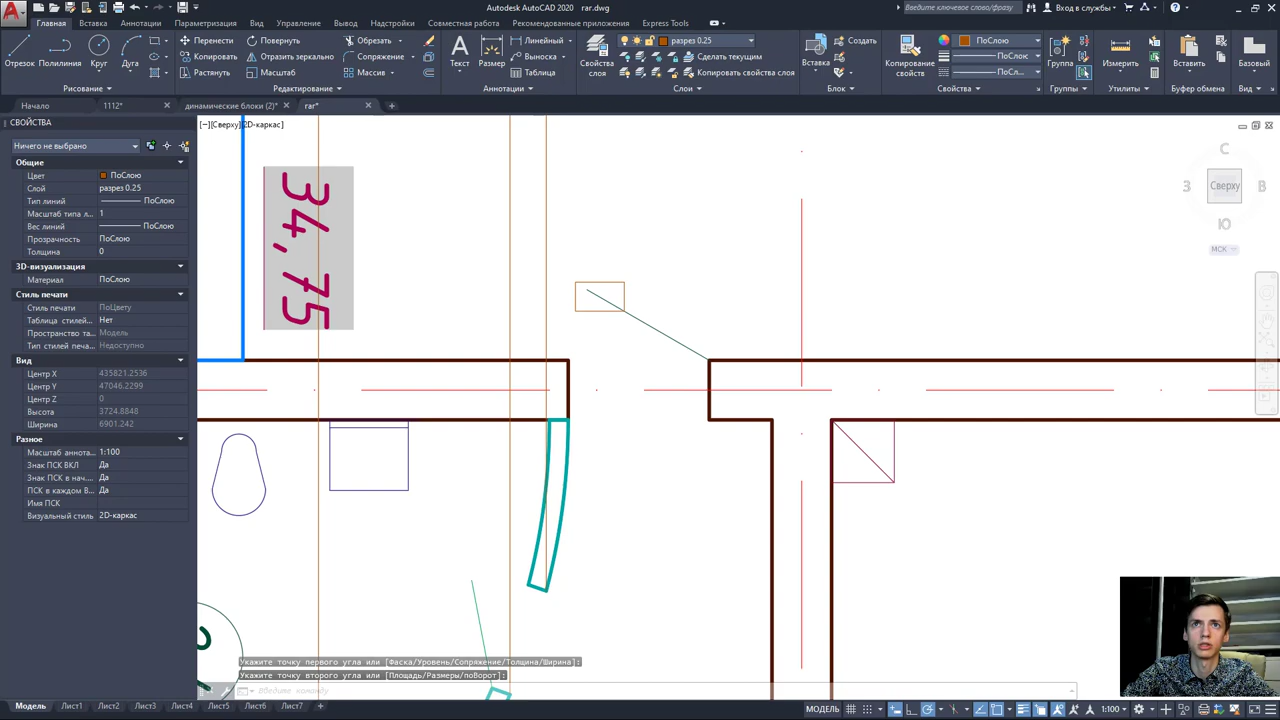 Autodesk AutoCAD 2020 rar.dwg
Введите ключевое слово/фразу
Вход в службы
Главная Вставка Аннотации Параметризация Вид Управление Вывод Надстройки Совместная работа Рекомендованные приложения Express Tools
Отрезок Полилиния Круг Дуга
Перенести Повернуть Обрезать
Копировать Отразить зеркально Сопряжение
Растянуть Масштаб Массив
Текст Размер
Линейный
Выноска
Таблица
Свойства слоя
разрез 0.25
Сделать текущим
Копировать свойства слоя
Вставка
Создать
Копирование свойств
ПоСлою
ПоСлок
ПоСл...
Группа
Измерить
Вставить
Базовый
Рисование Редактирование Аннотации Слои Блок Свойства Группы Утилиты Буфер обмена Вид
Начало 1112* динамические блоки (2)* rar*
СВОЙСТВА
[−][Сверху][2D-каркас]
Ничего не выбрано
Общие
Цвет ПоСлою
Слой разрез 0.25
Тип линий ПоСлою
Масштаб типа л... 1
Вес линий ПоСлою
Прозрачность ПоСлою
Толщина 0
3D-визуализация
Материал ПоСлою
Стиль печати
Стиль печати ПоЦвету
Таблица стилей... Нет
Пространство та... Модель
Тип стилей печа... Недоступно
Вид
Центр X 435821.2536
Центр Y 47046.2299
Центр Z 0
Высота 3724.8848
Ширина 6901.242
Разное
Масштаб аннота... 1:100
Знак ПСК ВКЛ Да
Знак ПСК в нач.... Да
ПСК в каждом В... Да
Имя ПСК
Визуальный стиль 2D-каркас
34,75
С
З Сверху В
Ю
МСК
Укажите точку первого угла или [Фаска/Уровень/Сопряжение/Толщина/Ширина]:
Укажите точку второго угла или [Площадь/Размеры/поВорот]:
Введите команду
Модель Лист1 Лист2 Лист3 Лист4 Лист5 Лист6 Лист7
МОДЕЛЬ 1:100